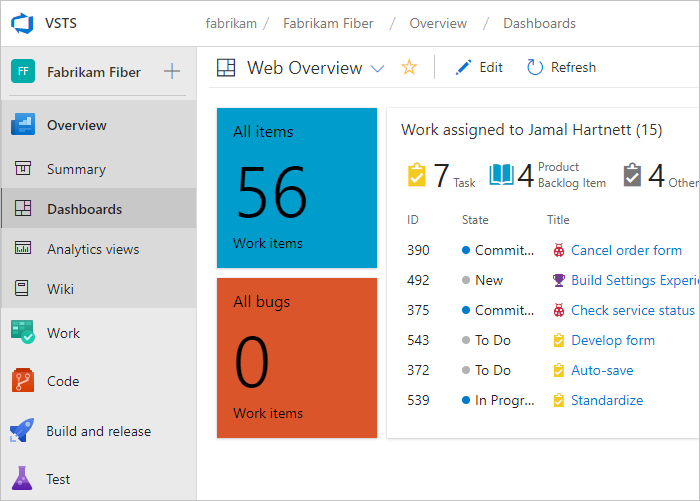 VSTS
fabrikam / Fabrikam Fiber / Overview / Dashboards
FF Fabrikam Fiber
Overview
Summary
Dashboards
Analytics views
Wiki
Work
Code
Build and release
Test
Web Overview Edit Refresh
All items
56
Work items
All bugs
0
Work items
Work assigned to Jamal Hartnett (15)
7 Task 4 Product Backlog Item 4 Other
ID State Title
390 Commit... Cancel order form
492 New Build Settings Experi
375 Commit... Check service status
543 To Do Develop form
372 To Do Auto-save
539 In Progr... Standardize